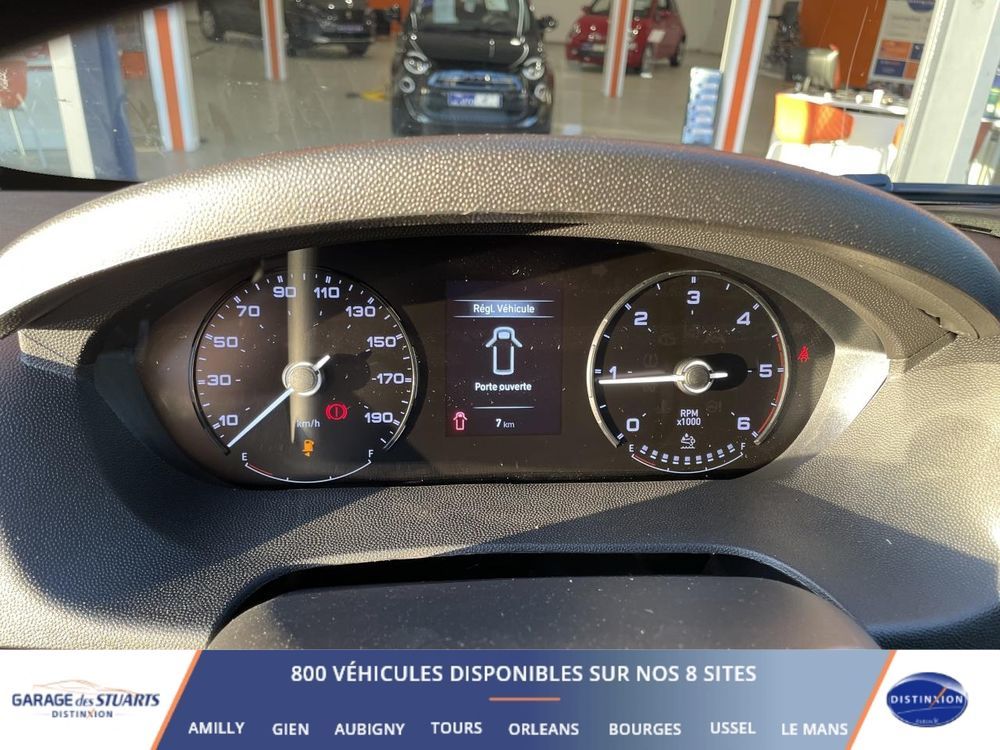 10
30
50
70
90
110
130
150
170
190
km/h
E
F
Régl. Véhicule
Porte ouverte
7 km
0
1
2
3
4
5
6
RPM
x1000
E
F
800 VÉHICULES DISPONIBLES SUR NOS 8 SITES
GARAGE des STUARTS
DISTINXION
AMILLY GIEN AUBIGNY TOURS ORLEANS BOURGES USSEL LE MANS
DISTINXION